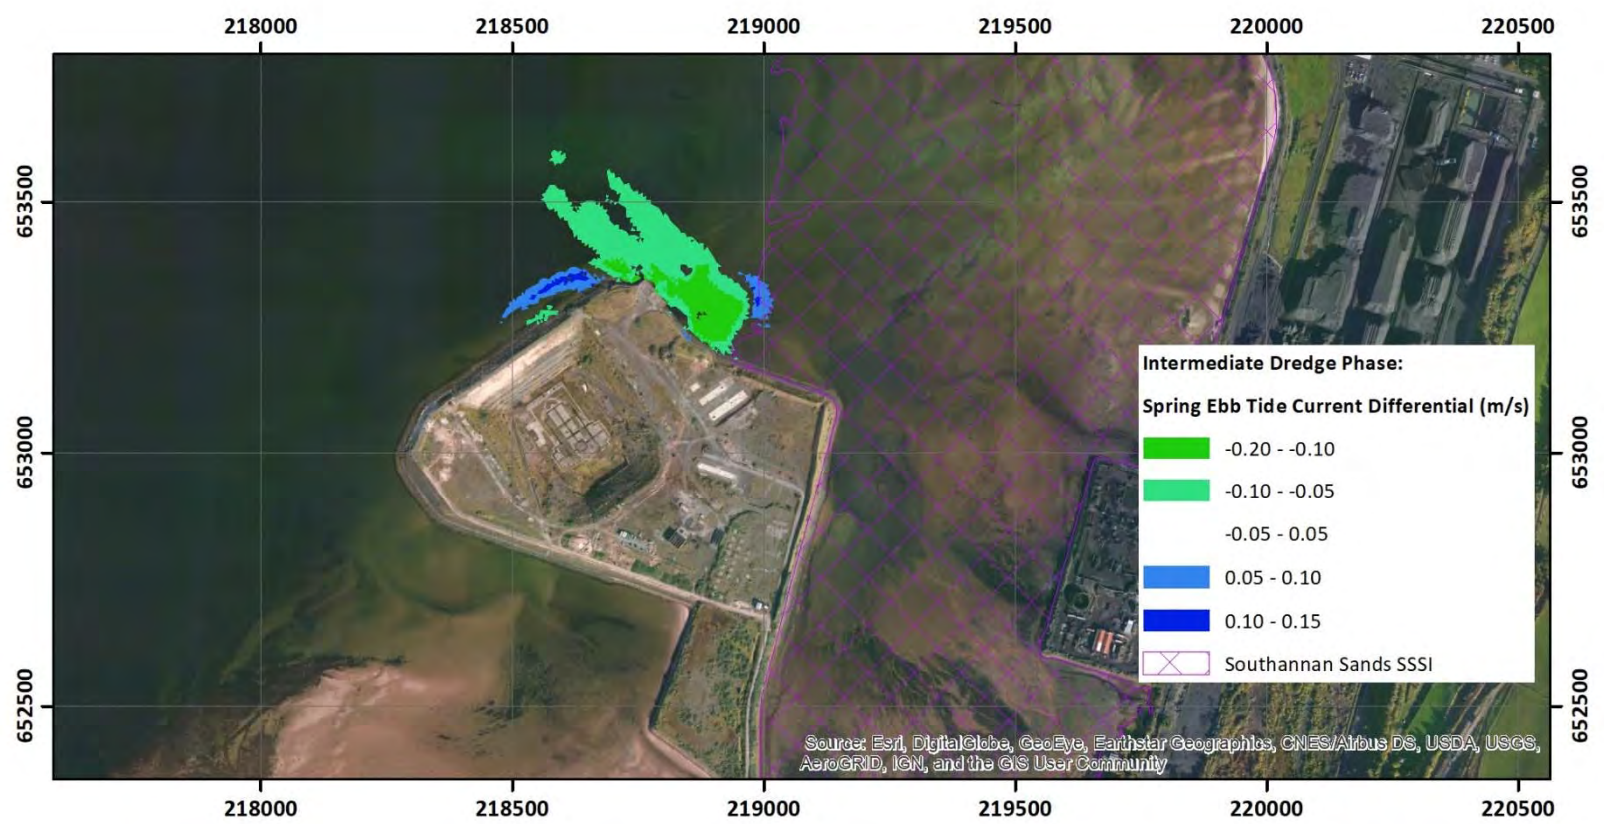 218000 218500 219000 219500 220000 220500
653500 653500
653000 653000
652500 652500
Intermediate Dredge Phase:
Spring Ebb Tide Current Differential (m/s)
-0.20 - -0.10
-0.10 - -0.05
-0.05 - 0.05
0.05 - 0.10
0.10 - 0.15
Southannan Sands SSSI
Source: Esri, DigitalGlobe, GeoEye, Earthstar Geographics, CNES/Airbus DS, USDA, USGS,
AeroGRID, IGN, and the GIS User Community
218000 218500 219000 219500 220000 220500